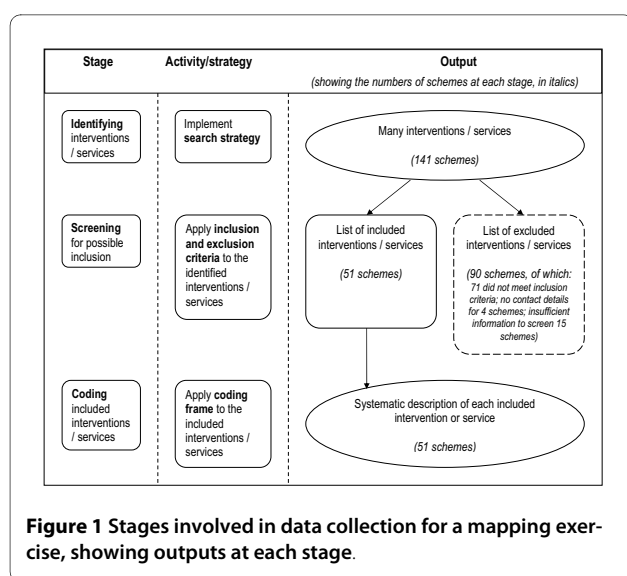 Stage
Activity/strategy
Output
(showing the numbers of schemes at each stage, in italics)
Identifying
interventions
/ services
Implement
search strategy
Many interventions / services
(141 schemes)
Screening
for possible
inclusion
Apply inclusion
and exclusion
criteria to the
identified
interventions /
services
List of included
interventions / services
(51 schemes)
List of excluded
interventions / services
(90 schemes, of which:
71 did not meet inclusion
criteria; no contact details
for 4 schemes; insufficient
information to screen 15
schemes)
Coding
included
interventions
/ services
Apply coding
frame to the
included
interventions /
services
Systematic description of each included
intervention or service
(51 schemes)
Figure 1 Stages involved in data collection for a mapping exer-
cise, showing outputs at each stage.